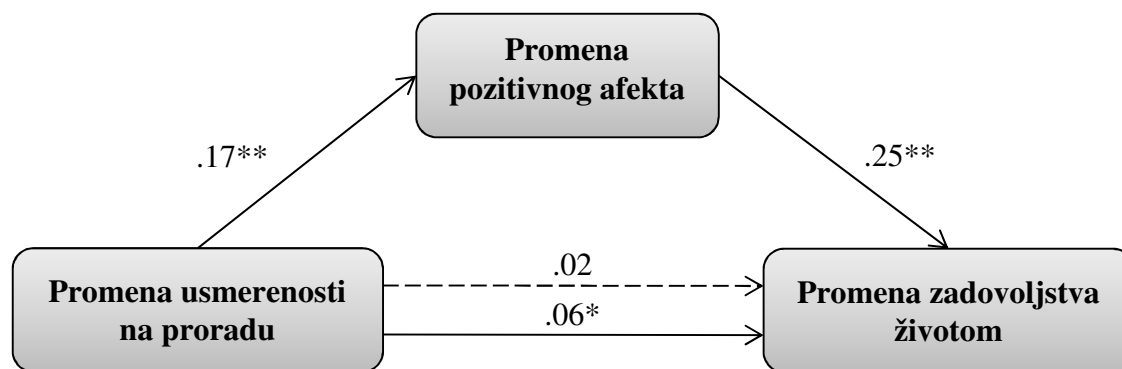 Promena
pozitivnog afekta
.17**
.25**
Promena usmerenosti
na proradu
.02
.06*
Promena zadovoljstva
životom